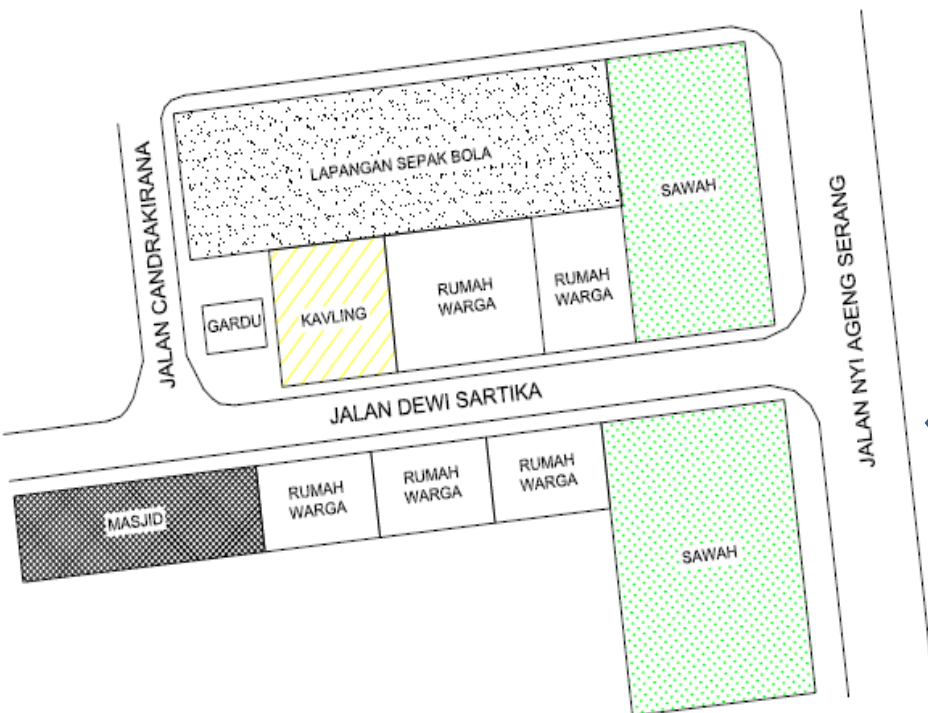 LAPANGAN SEPAK BOLA
SAWAH
JALAN CANDRAKIRANA
GARDU
KAVLING
RUMAH
WARGA
RUMAH
WARGA
JALAN NYI AGENG SERANG
JALAN DEWI SARTIKA
MASJID
RUMAH
WARGA
RUMAH
WARGA
RUMAH
WARGA
SAWAH